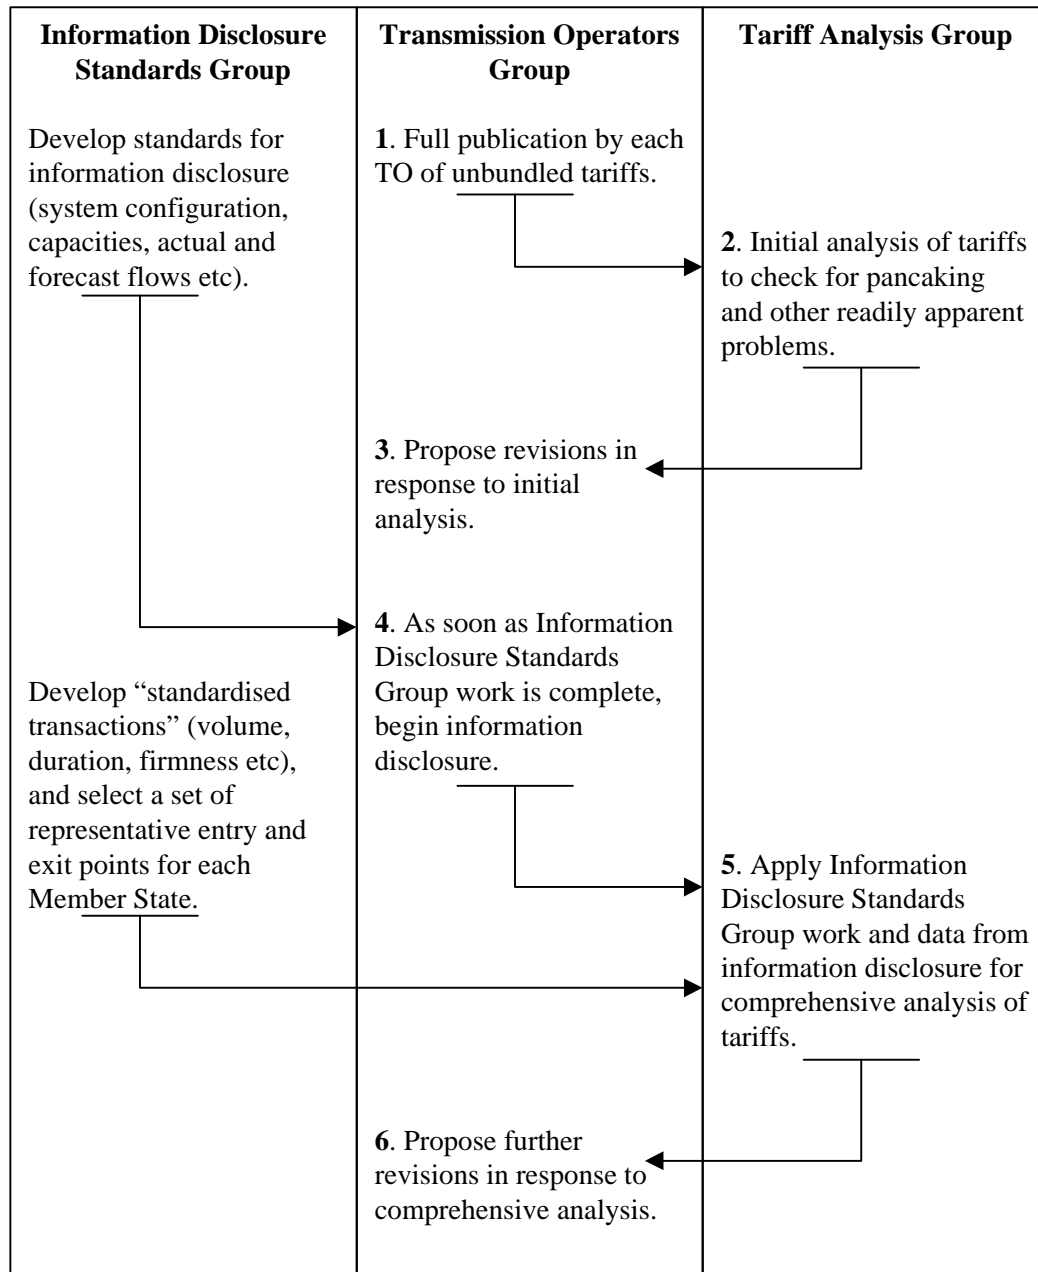 Information Disclosure
Standards Group
Develop standards for
information disclosure
(system configuration,
capacities, actual and
forecast flows etc).
Develop “standardised
transactions” (volume,
duration, firmness etc),
and select a set of
representative entry and
exit points for each
Member State.
Transmission Operators
Group
1. Full publication by each
TO of unbundled tariffs.
3. Propose revisions in
response to initial
analysis.
4. As soon as Information
Disclosure Standards
Group work is complete,
begin information
disclosure.
6. Propose further
revisions in response to
comprehensive analysis.
Tariff Analysis Group
2. Initial analysis of tariffs
to check for pancaking
and other readily apparent
problems.
5. Apply Information
Disclosure Standards
Group work and data from
information disclosure for
comprehensive analysis of
tariffs.